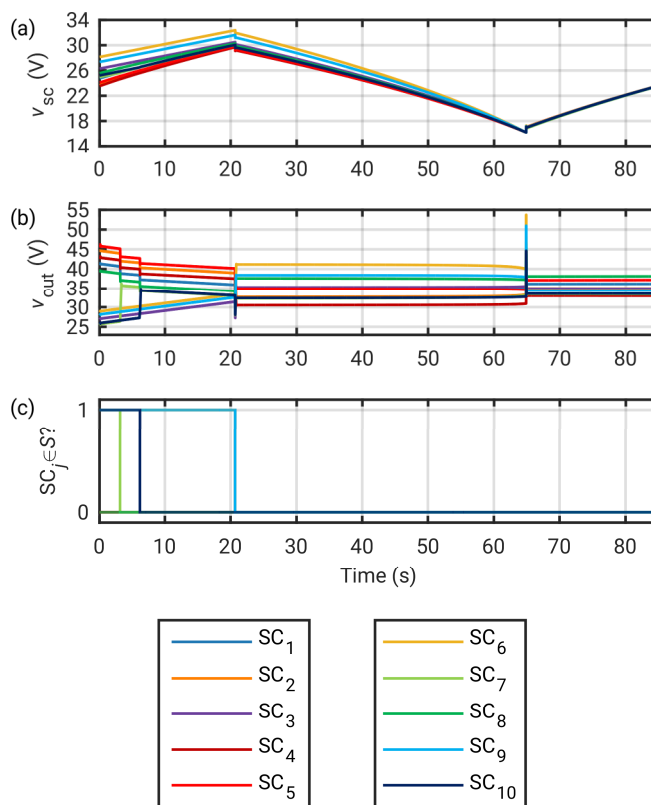 (a)
v_sc (V)
34
30
26
22
18
14
0 10 20 30 40 50 60 70 80
(b)
v_cut (V)
55
50
45
40
35
30
25
0 10 20 30 40 50 60 70 80
(c)
SC_j∈S?
1
0
0 10 20 30 40 50 60 70 80
Time (s)
SC_1
SC_2
SC_3
SC_4
SC_5
SC_6
SC_7
SC_8
SC_9
SC_10